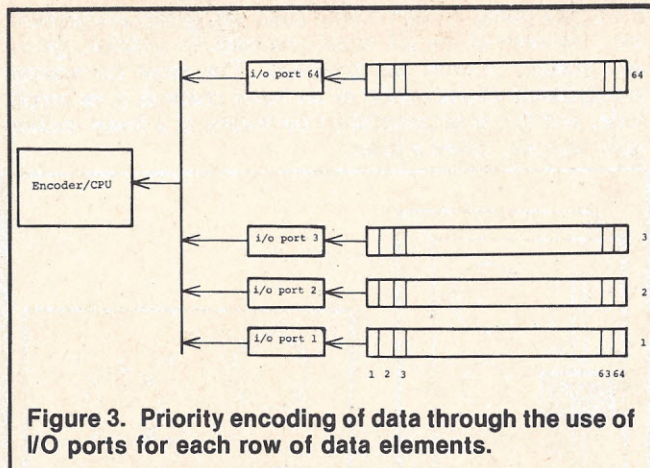 i/o port 64
64
Encoder/CPU
i/o port 3
3
i/o port 2
2
i/o port 1
1
1 2 3 63 64
Figure 3. Priority encoding of data through the use of
I/O ports for each row of data elements.